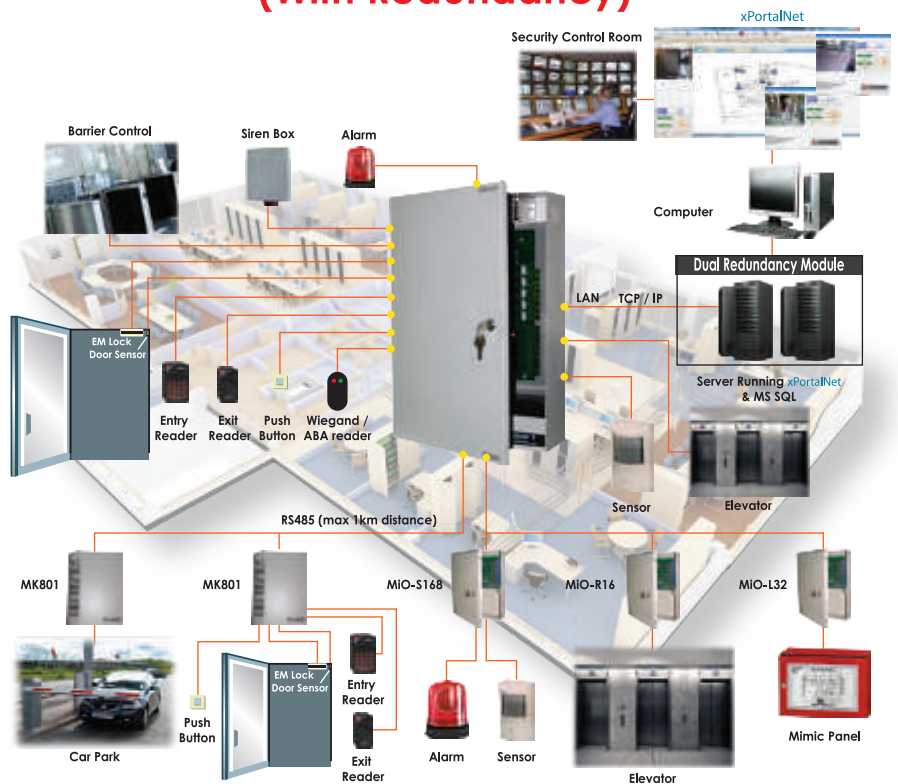 (With Redundancy)
xPortalNet
Security Control Room
Barrier Control
Siren Box
Alarm
Computer
Dual Redundancy Module
LAN TCP / IP
EM Lock
Door Sensor
Server Running xPortalNet
& MS SQL
Entry
Reader
Exit
Reader
Push
Button
Wiegand /
ABA reader
Sensor
Elevator
RS485 (max 1km distance)
MK801
MK801
MiO-S168
MiO-R16
MiO-L32
EM Lock
Door Sensor
Entry
Reader
Push
Button
Exit
Reader
Car Park
Alarm
Sensor
Elevator
Mimic Panel